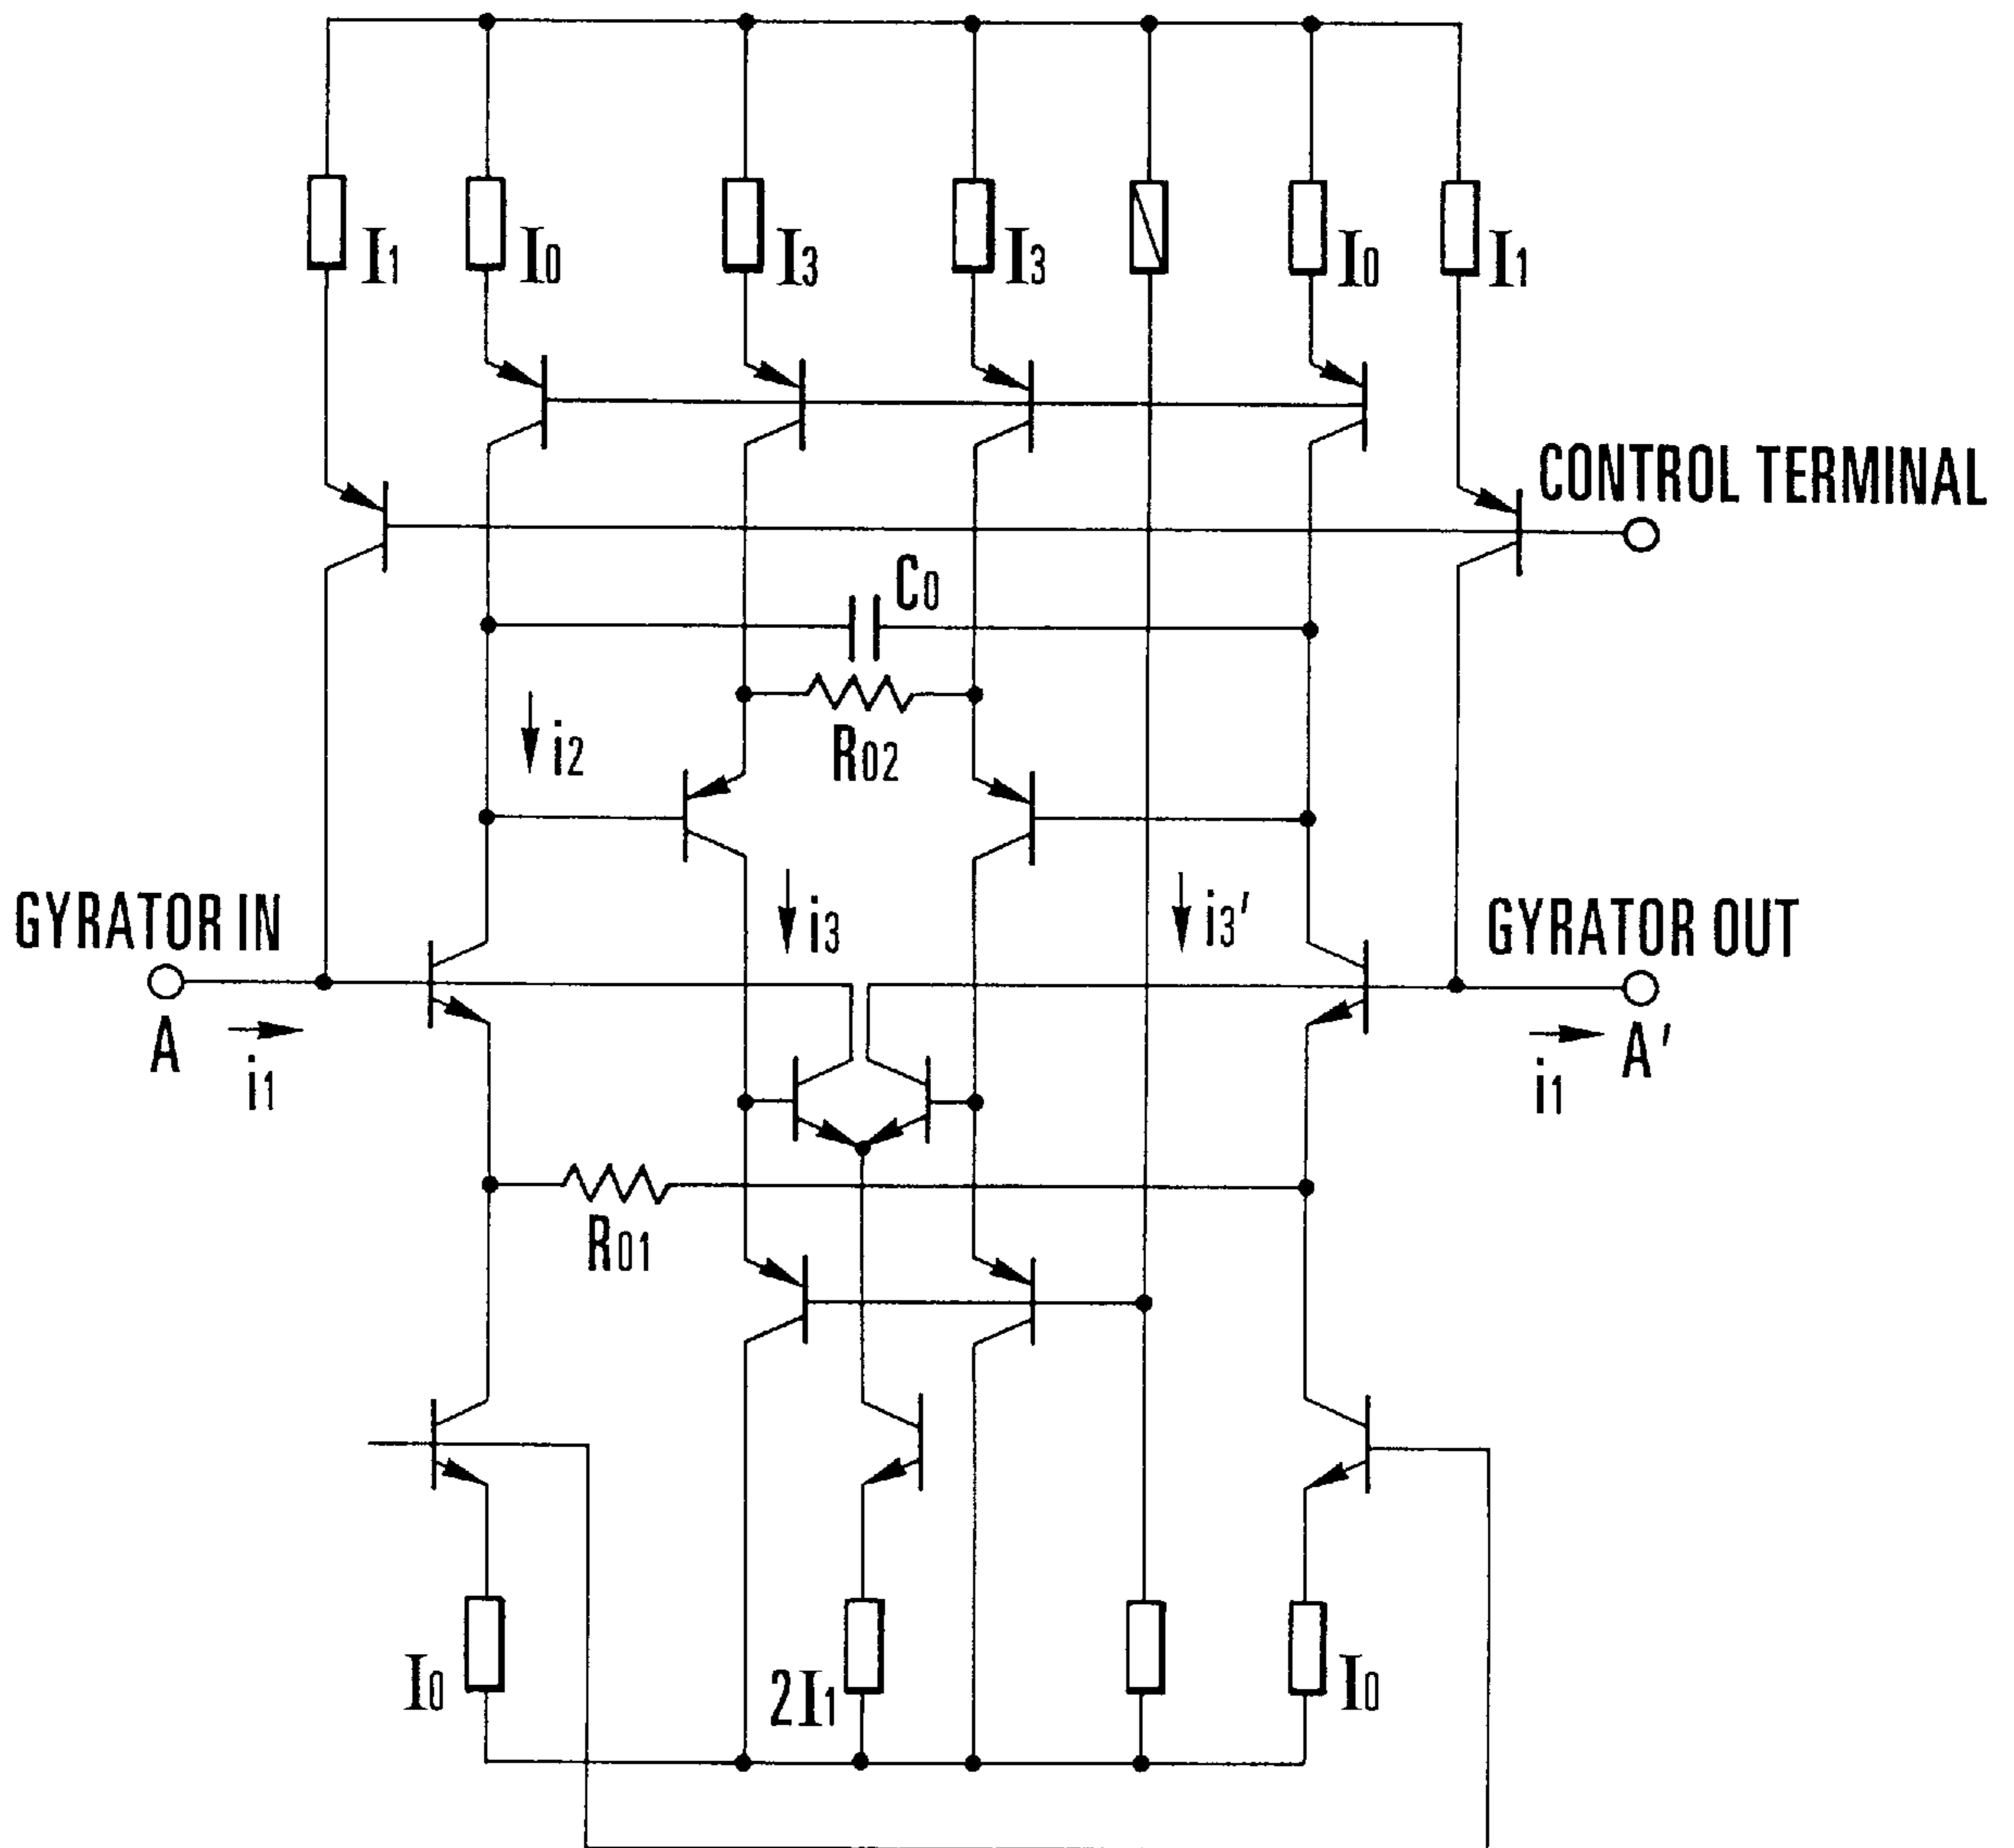 I1
I0
I3
I3
I0
I1
CONTROL TERMINAL
C0
R02
i2
GYRATOR IN
i3
i3'
GYRATOR OUT
A
i1
i1
A'
R01
I0
2I1
I0